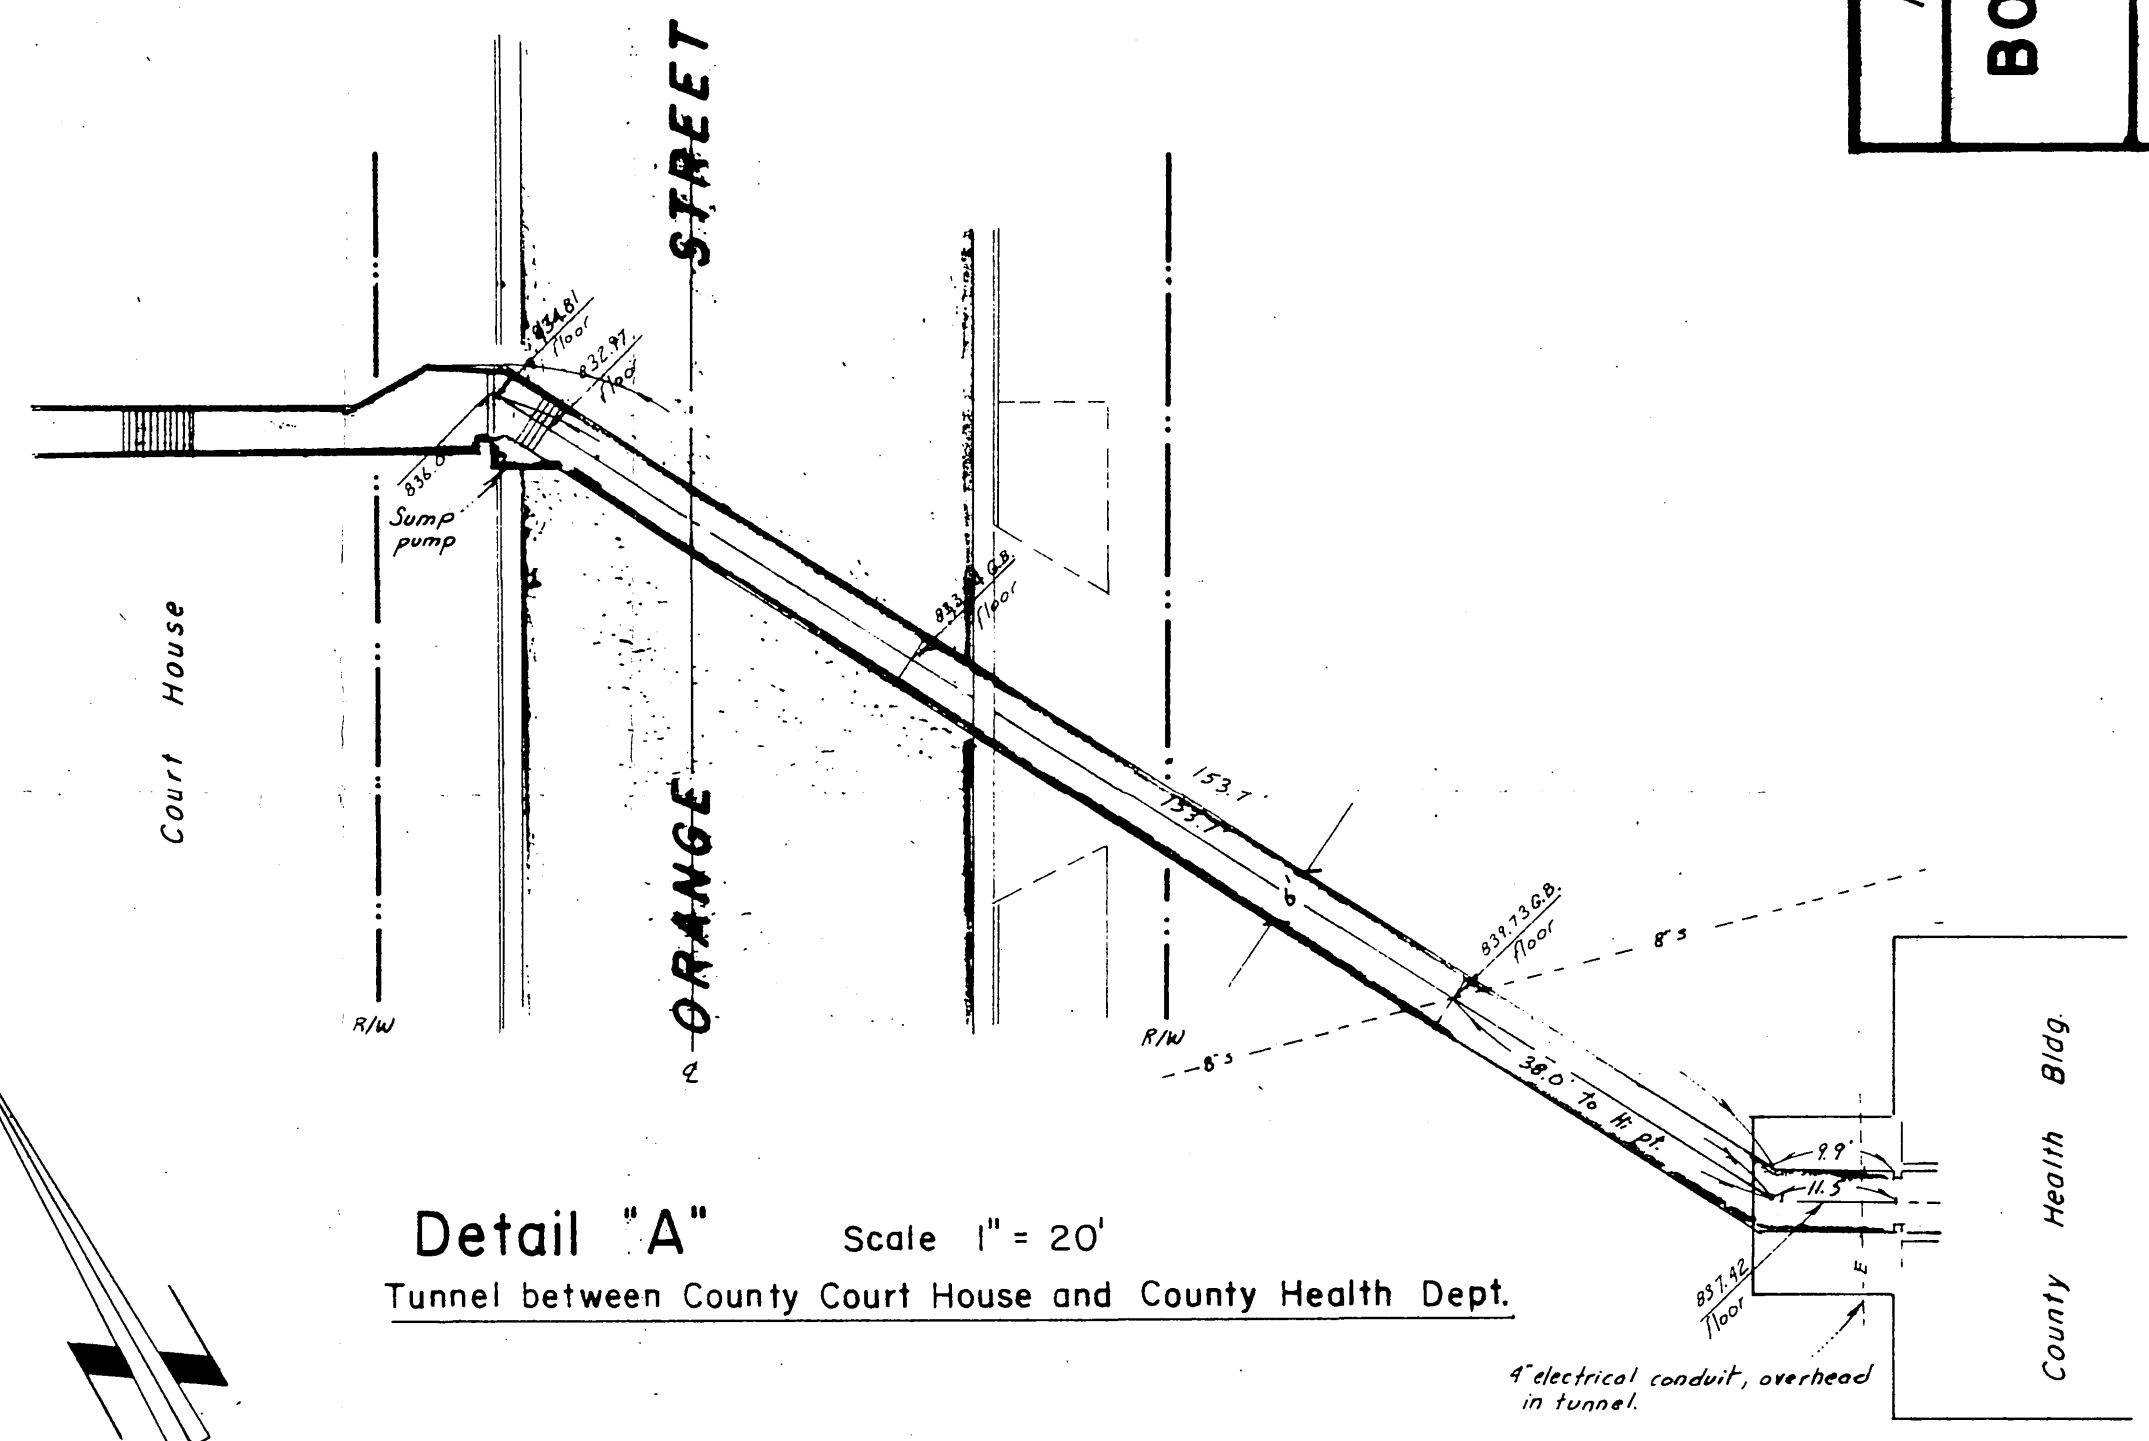 BO
ORANGE STREET
834.81
floor
832.97
floor
836.0
Sump
pump
Court House
G.B.
floor
153.7'
153.7'
6'
839.73 G.B.
floor
8" S
8" S
R/W
R/W
℄
38.0' to Hi pt.
9.9'
11.5'
837.42
floor
E
County Health Bldg.
Detail "A" Scale 1" = 20'
Tunnel between County Court House and County Health Dept.
4" electrical conduit, overhead
in tunnel.